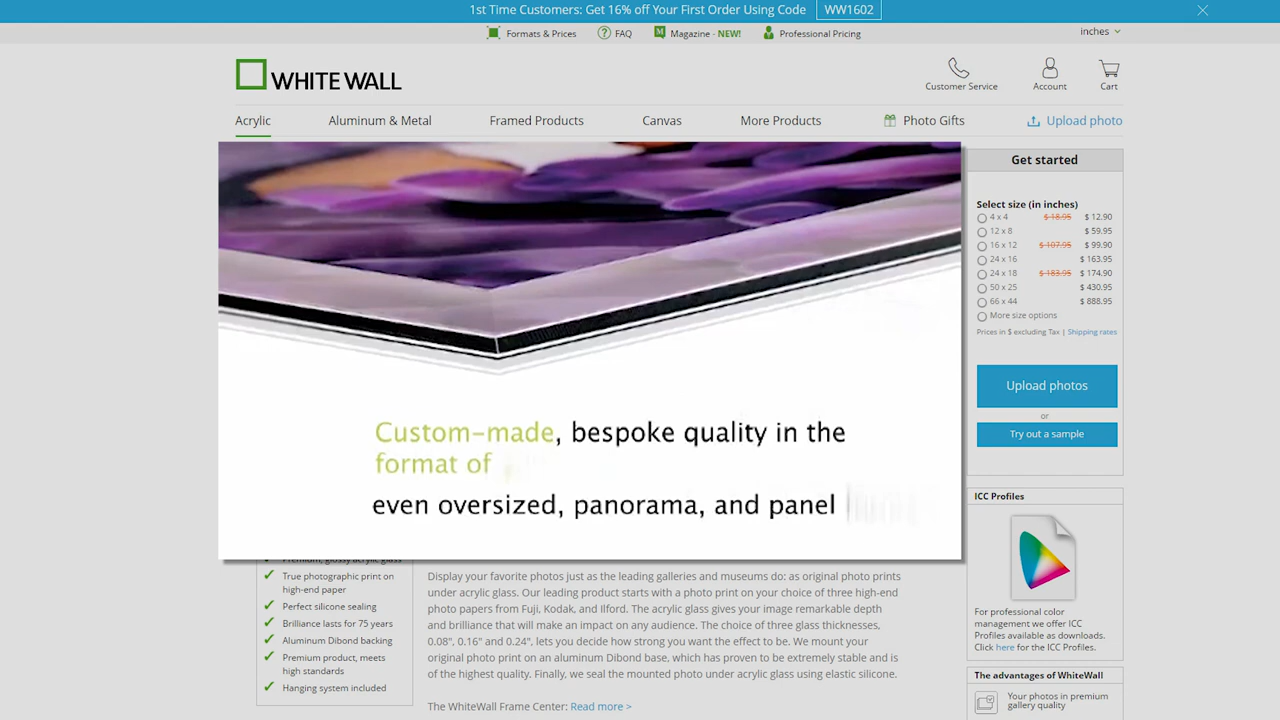 1st Time Customers: Get 16% off Your First Order Using Code WW1602
Formats & Prices FAQ Magazine - NEW! Professional Pricing inches
WHITE WALL
Customer Service Account Cart
Acrylic Aluminum & Metal Framed Products Canvas More Products Photo Gifts Upload photo
Get started
Select size (in inches)
4 x 4 $ 18.95 $ 12.90
12 x 8 $ 59.95
16 x 12 $ 107.95 $ 99.90
24 x 16 $ 163.95
24 x 18 $ 183.95 $ 174.90
50 x 25 $ 430.95
66 x 44 $ 888.95
More size options
Prices in $ excluding Tax | Shipping rates
Upload photos
or
Try out a sample
Custom-made, bespoke quality in the
format of
even oversized, panorama, and panel
ICC Profiles
For professional color
management we offer ICC
Profiles available as downloads.
Click here for the ICC Profiles.
The advantages of WhiteWall
Your photos in premium
gallery quality
Premium, glossy acrylic glass
True photographic print on
high-end paper
Perfect silicone sealing
Brilliance lasts for 75 years
Aluminum Dibond backing
Premium product, meets
high standards
Hanging system included
Display your favorite photos just as the leading galleries and museums do: as original photo prints
under acrylic glass. Our leading product starts with a photo print on your choice of three high-end
photo papers from Fuji, Kodak, and Ilford. The acrylic glass gives your image remarkable depth
and brilliance that will make an impact on any audience. The choice of three glass thicknesses,
0.08", 0.16" and 0.24", lets you decide how strong you want the effect to be. We mount your
original photo print on an aluminum Dibond base, which has proven to be extremely stable and is
of the highest quality. Finally, we seal the mounted photo under acrylic glass using elastic silicone.
The WhiteWall Frame Center: Read more >